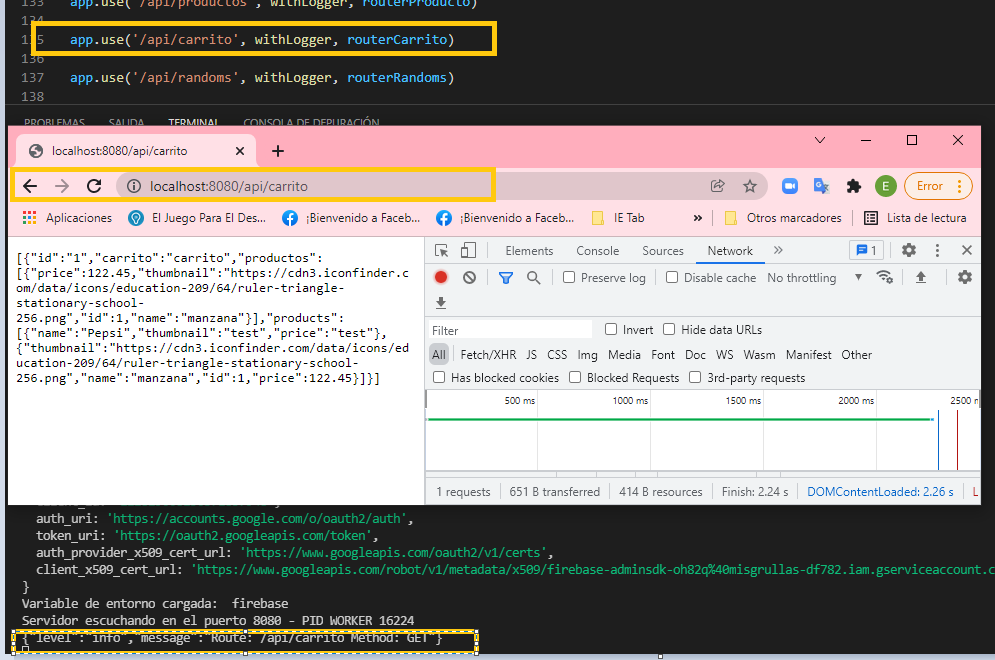 133 app.use('/api/productos', withLogger, routerProducto)
134
135 app.use('/api/carrito', withLogger, routerCarrito)
136
137 app.use('/api/randoms', withLogger, routerRandoms)
138
PROBLEMAS SALIDA TERMINAL CONSOLA DE DEPURACIÓN
localhost:8080/api/carrito
localhost:8080/api/carrito
E
Error
Aplicaciones El Juego Para El Des... ¡Bienvenido a Faceb... ¡Bienvenido a Faceb... IE Tab » Otros marcadores Lista de lectura
[{"id":"1","carrito":"carrito","productos":
[{"price":122.45,"thumbnail":"https://cdn3.iconfinder.c
om/data/icons/education-209/64/ruler-triangle-
stationary-school-
256.png","id":1,"name":"manzana"}],"products":
[{"name":"Pepsi","thumbnail":"test","price":"test"},
{"thumbnail":"https://cdn3.iconfinder.com/data/icons/ed
ucation-209/64/ruler-triangle-stationary-school-
256.png","name":"manzana","id":1,"price":122.45}]}]
Elements Console Sources Network » 1
Preserve log Disable cache No throttling
Filter Invert Hide data URLs
All Fetch/XHR JS CSS Img Media Font Doc WS Wasm Manifest Other
Has blocked cookies Blocked Requests 3rd-party requests
500 ms 1000 ms 1500 ms 2000 ms 2500 
1 requests 651 B transferred 414 B resources Finish: 2.24 s DOMContentLoaded: 2.26 s L
auth_uri: 'https://accounts.google.com/o/oauth2/auth',
token_uri: 'https://oauth2.googleapis.com/token',
auth_provider_x509_cert_url: 'https://www.googleapis.com/oauth2/v1/certs',
client_x509_cert_url: 'https://www.googleapis.com/robot/v1/metadata/x509/firebase-adminsdk-oh82q%40misgrullas-df782.iam.gserviceaccount.c
}
Variable de entorno cargada: firebase
Servidor escuchando en el puerto 8080 - PID WORKER 16224
{"level":"info","message":"Route: /api/carrito Method: GET"}